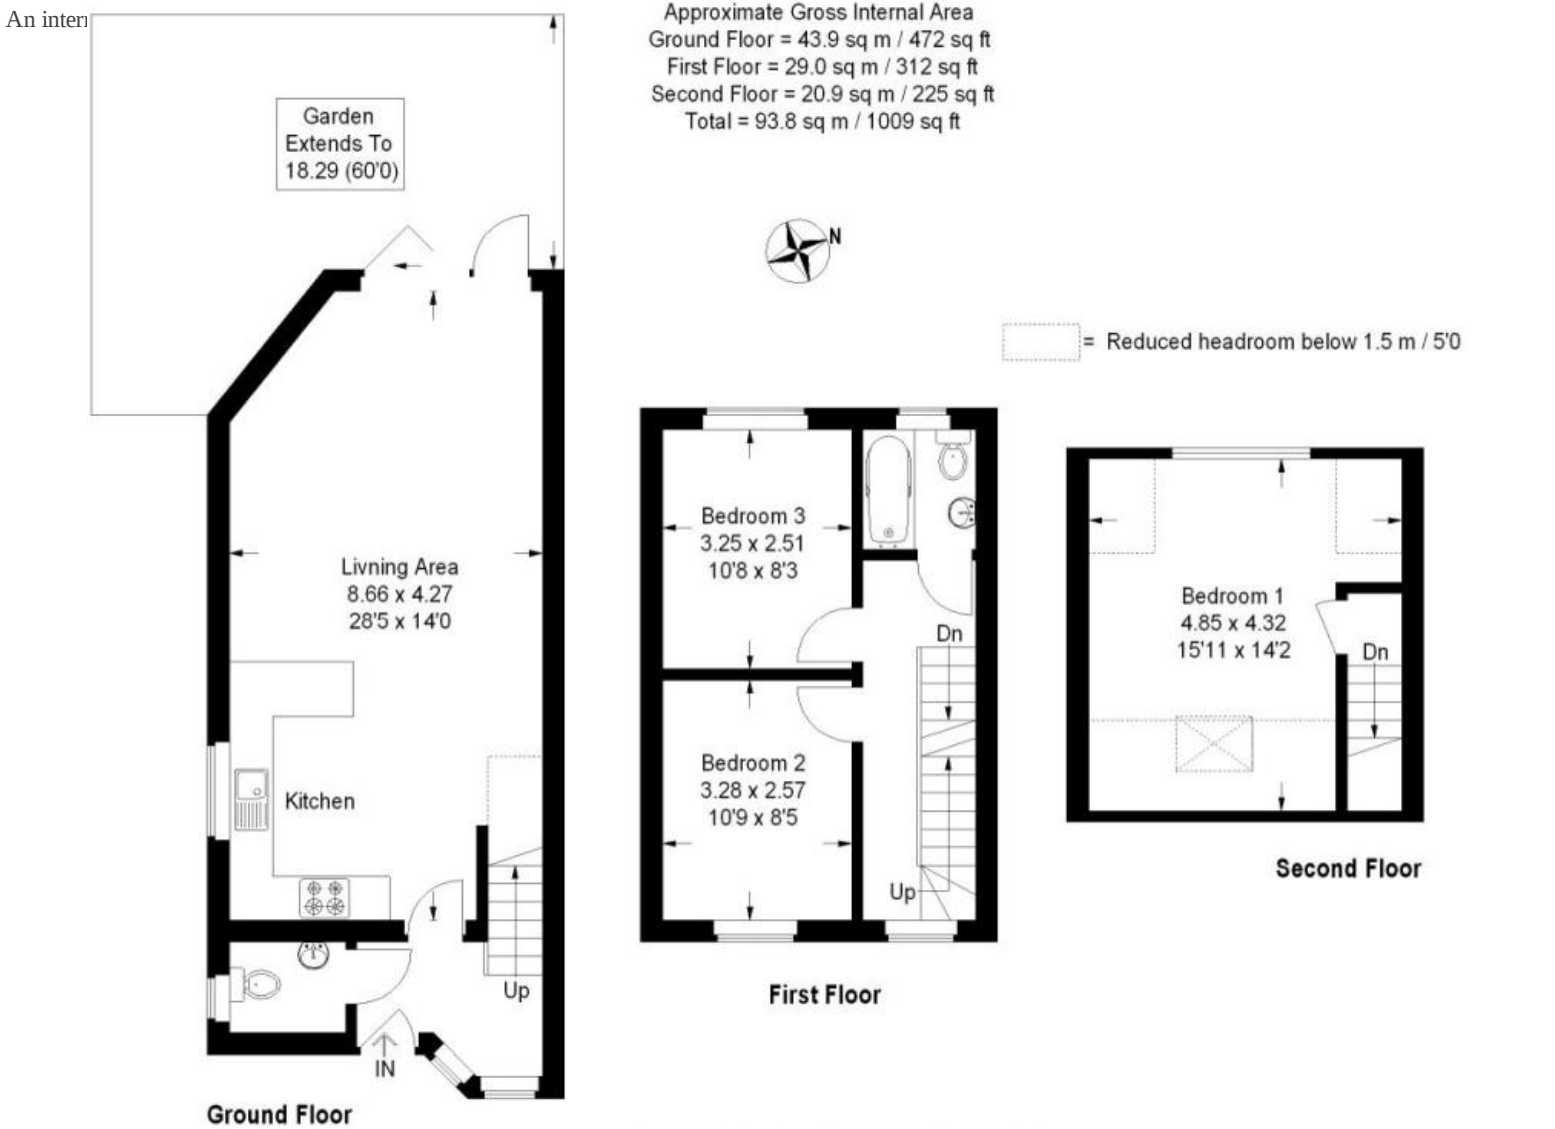 An inter
Approximate Gross Internal Area
Ground Floor = 43.9 sq m / 472 sq ft
First Floor = 29.0 sq m / 312 sq ft
Second Floor = 20.9 sq m / 225 sq ft
Total = 93.8 sq m / 1009 sq ft
Garden
Extends To
18.29 (60'0)
N
= Reduced headroom below 1.5 m / 5'0
Livning Area
8.66 x 4.27
28'5 x 14'0
Kitchen
Up
IN
Ground Floor
Bedroom 3
3.25 x 2.51
10'8 x 8'3
Dn
Bedroom 2
3.28 x 2.57
10'9 x 8'5
Up
First Floor
Bedroom 1
4.85 x 4.32
15'11 x 14'2
Dn
Second Floor